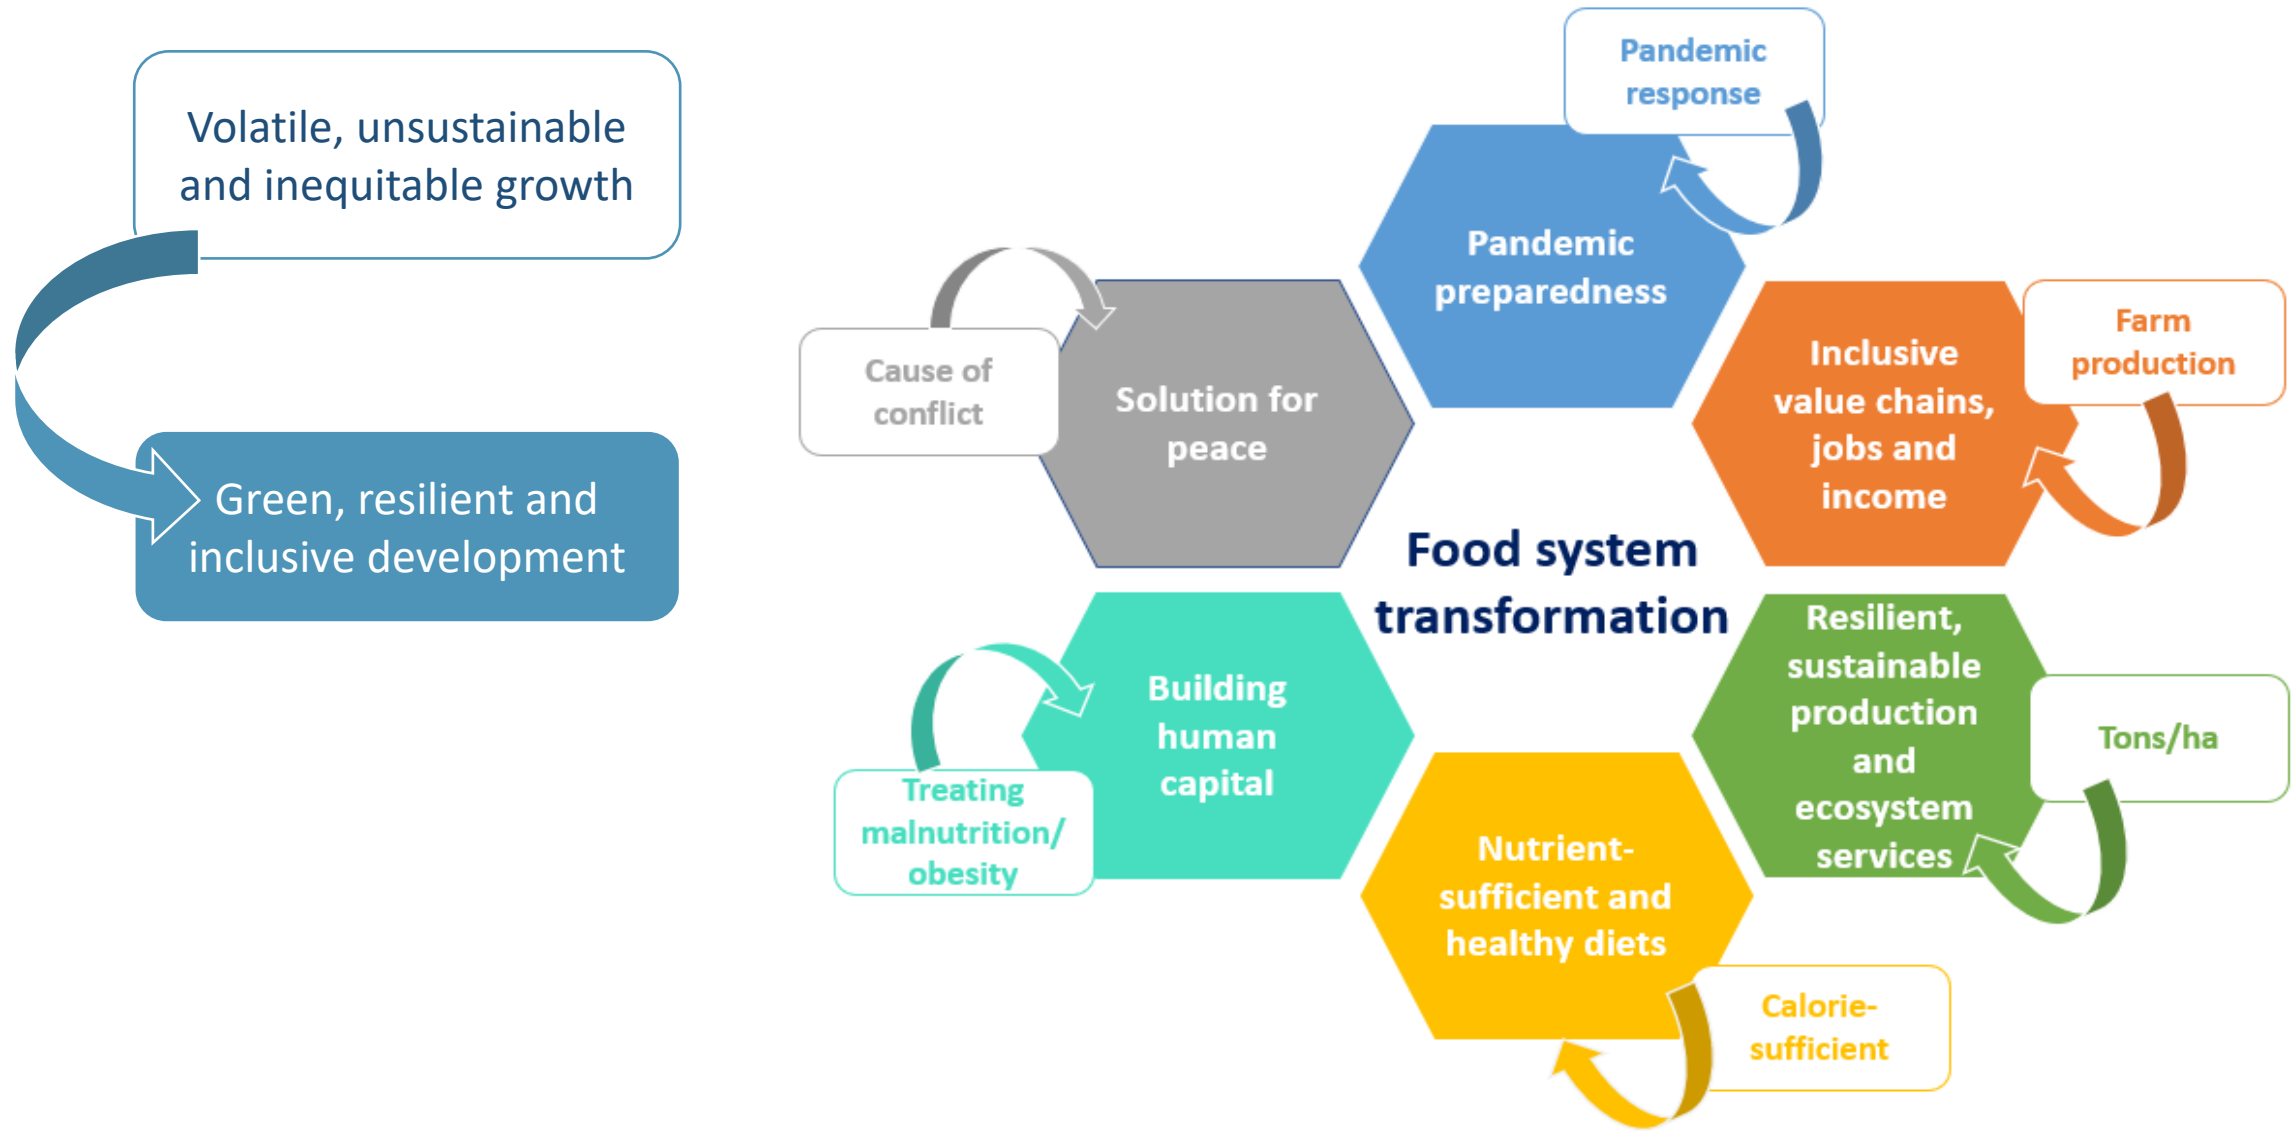 Volatile, unsustainable
and inequitable growth
Green, resilient and
inclusive development
Pandemic
response
Pandemic
preparedness
Farm
production
Inclusive
value chains,
jobs and
income
Cause of
conflict
Solution for
peace
Food system
transformation
Resilient,
sustainable
production
and
ecosystem
services
Tons/ha
Building
human
capital
Treating
malnutrition/
obesity
Nutrient-
sufficient and
healthy diets
Calorie-
sufficient